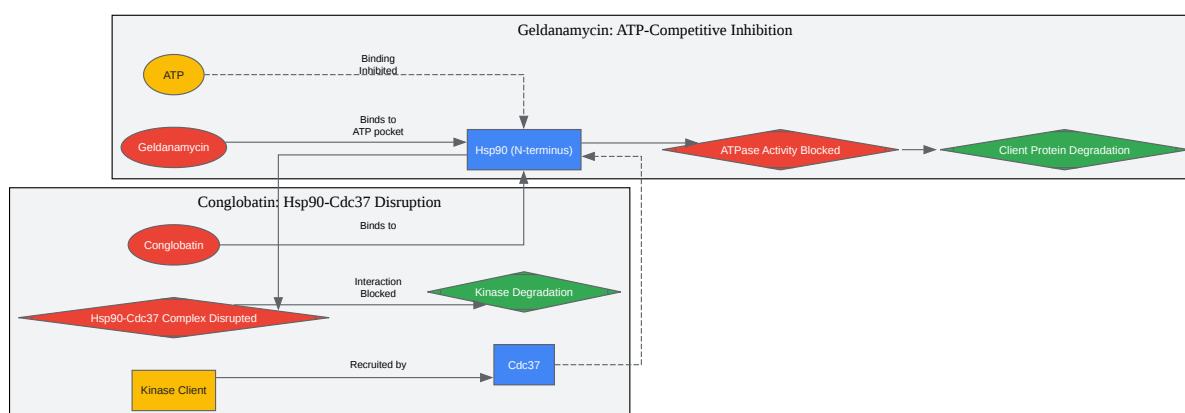 Geldanamycin: ATP-Competitive Inhibition
ATP
Binding
Inhibited
Geldanamycin
Binds to
ATP pocket
Hsp90 (N-terminus)
ATPase Activity Blocked
Client Protein Degradation
Conglobatin: Hsp90-Cdc37 Disruption
Conglobatin
Binds to
Hsp90-Cdc37 Complex Disrupted
Interaction
Blocked
Kinase Degradation
Kinase Client
Recruited by
Cdc37